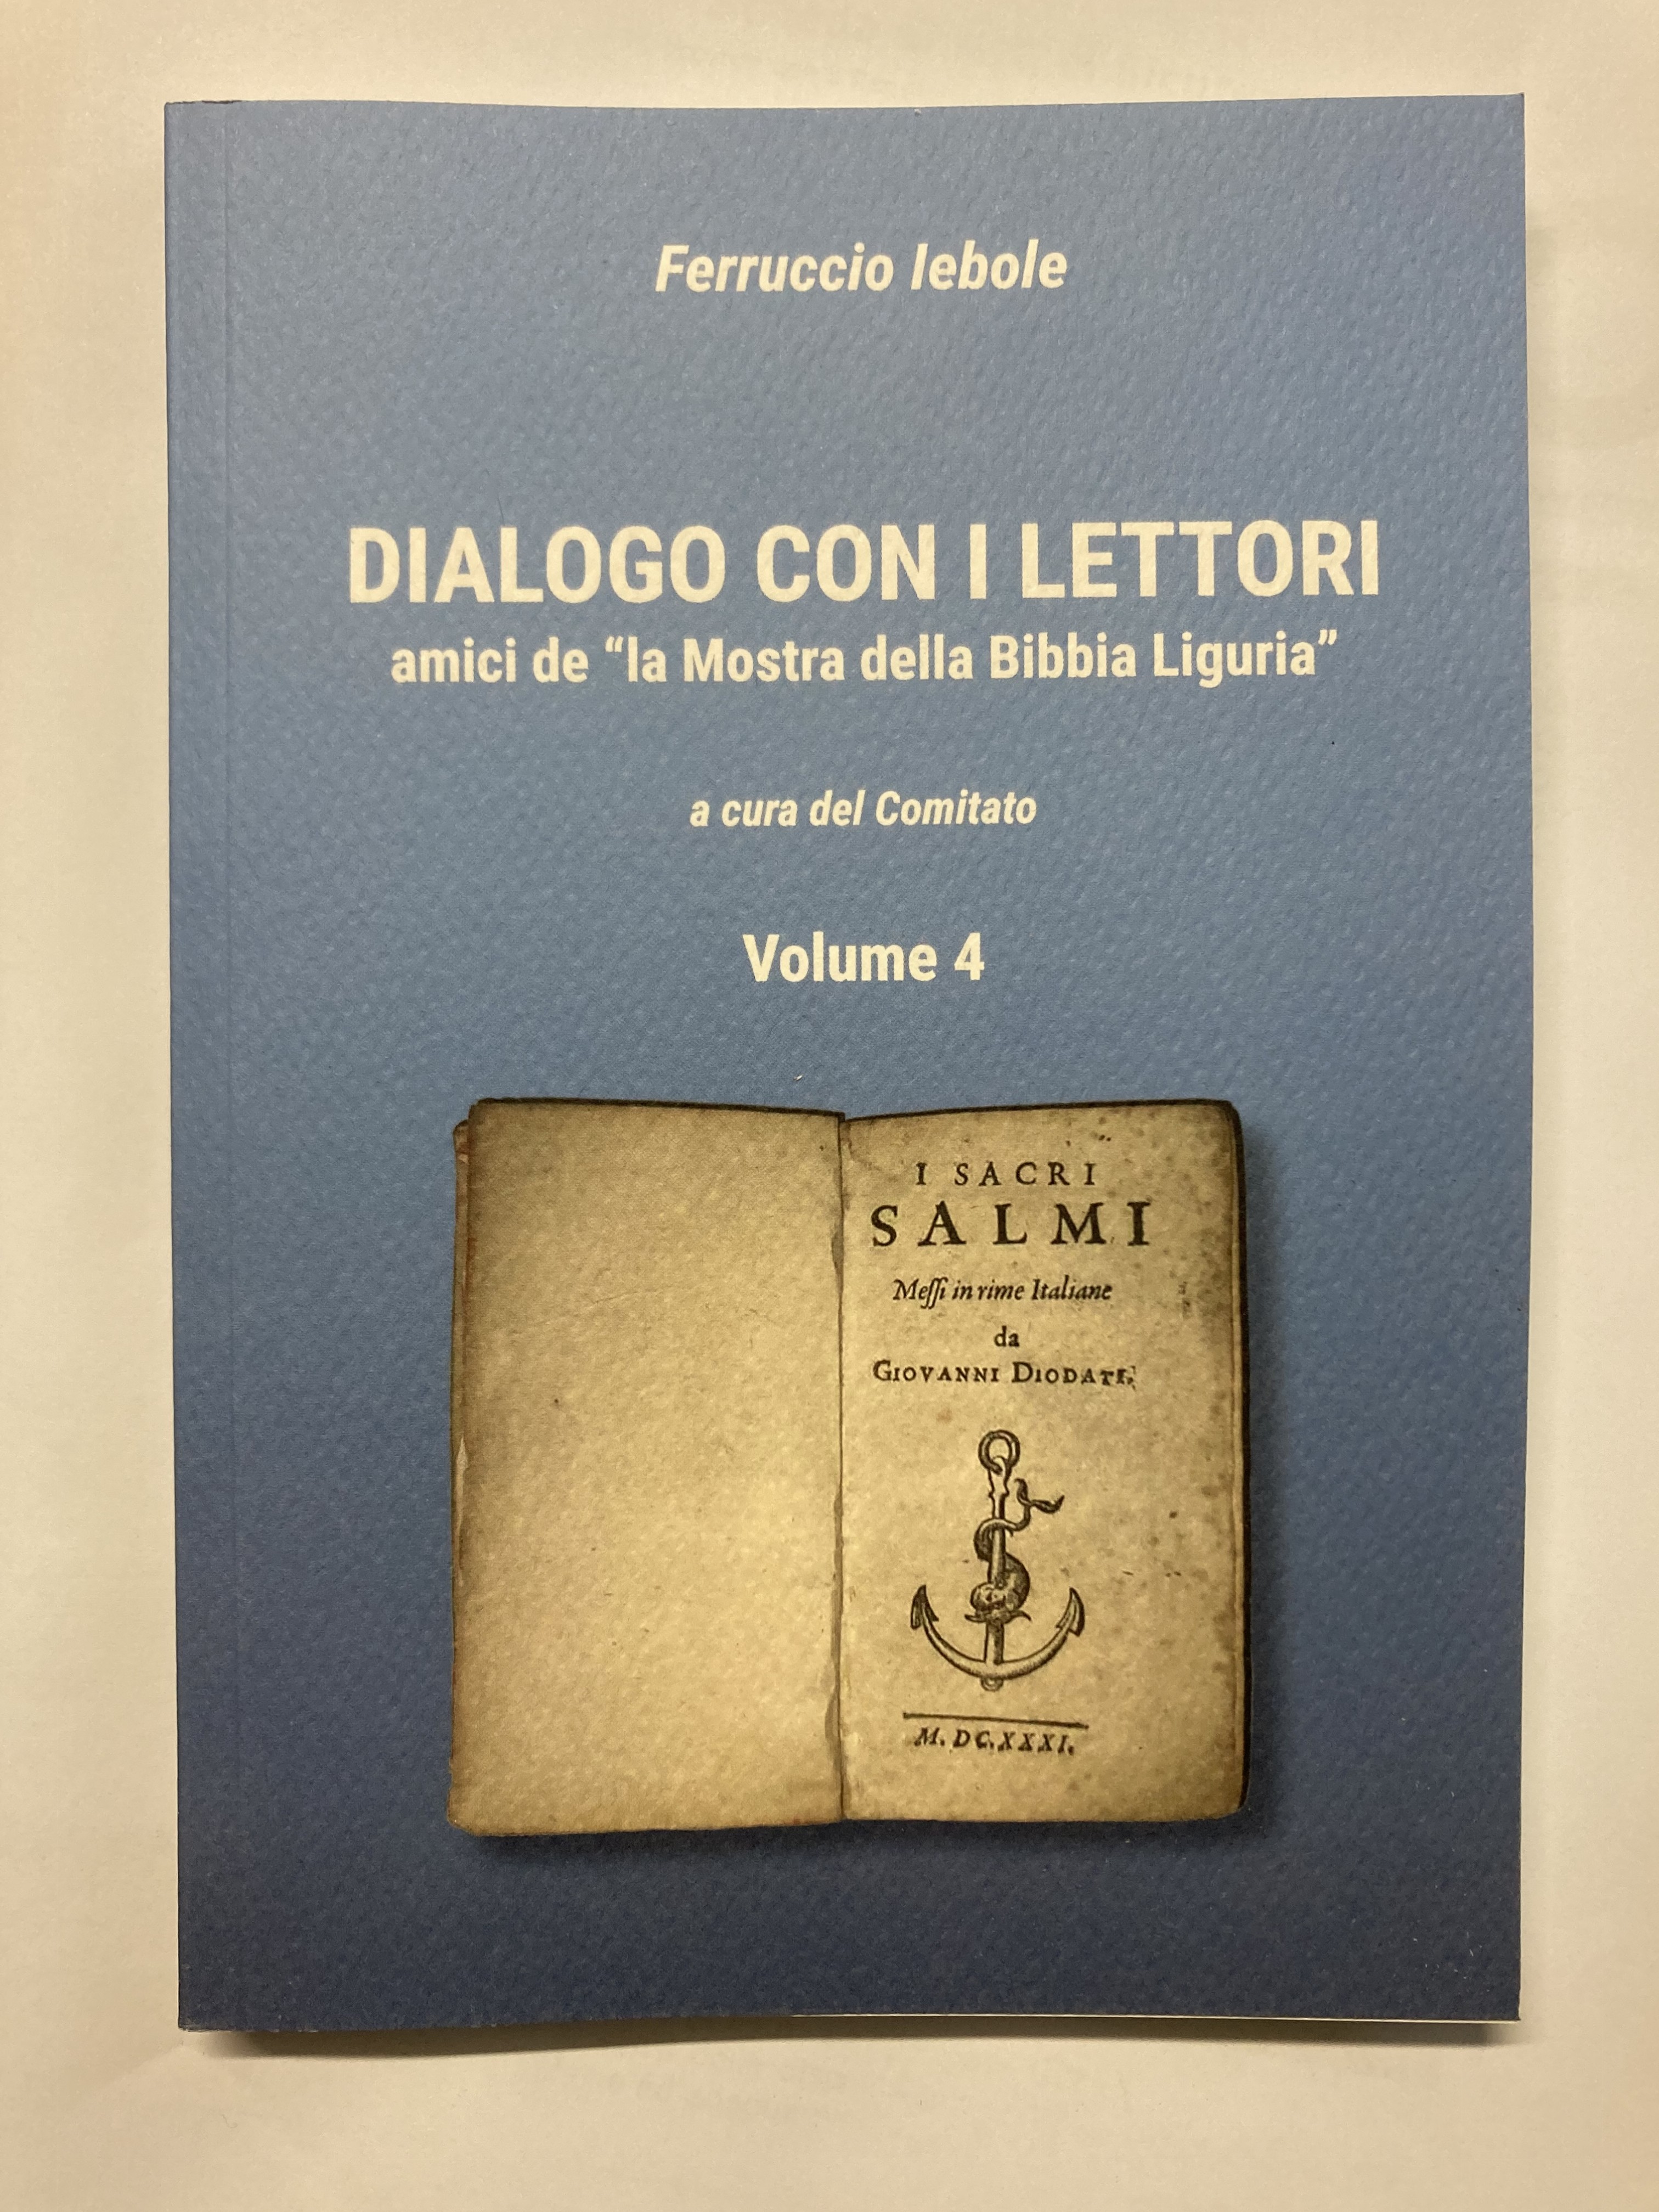 Ferruccio Iebole
DIALOGO CON I LETTORI
amici de “la Mostra della Bibbia Liguria”
a cura del Comitato
Volume 4
I SACRI
SALMI
Meſſi in rime Italiane
da
GIOVANNI DIODATI.
M. DC. XXXI.